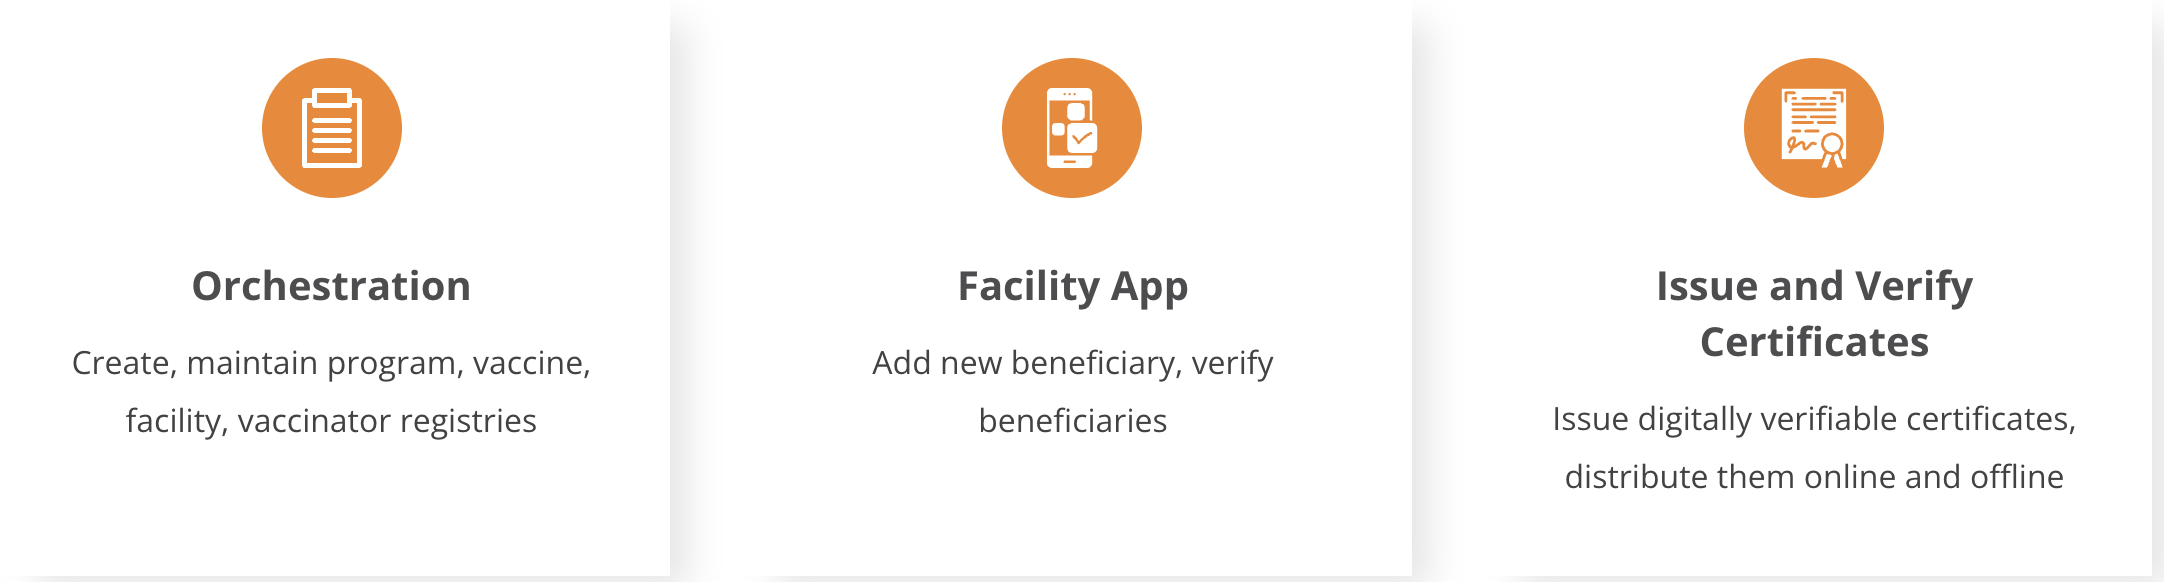 Orchestration
Create, maintain program, vaccine,
facility, vaccinator registries
Facility App
Add new beneficiary, verify
beneficiaries
Issue and Verify
Certificates
Issue digitally verifiable certificates,
distribute them online and offline